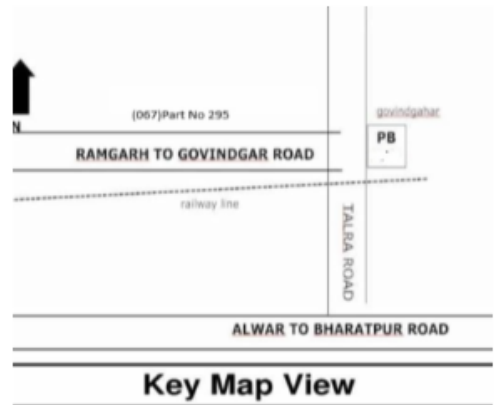 govindgahar
(067)Part No 295
N
PB
RAMGARH TO GOVINDGAR ROAD
railway line
TALRA ROAD
ALWAR TO BHARATPUR ROAD
Key Map View